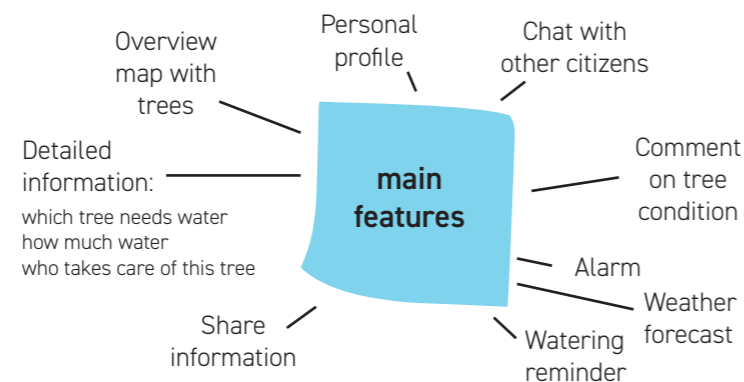 Overview
map with
trees
Personal
profile
Chat with
other citizens
Detailed
information:
which tree needs water
how much water
who takes care of this tree
main
features
Comment
on tree
condition
Alarm
Weather
forecast
Watering
reminder
Share
information